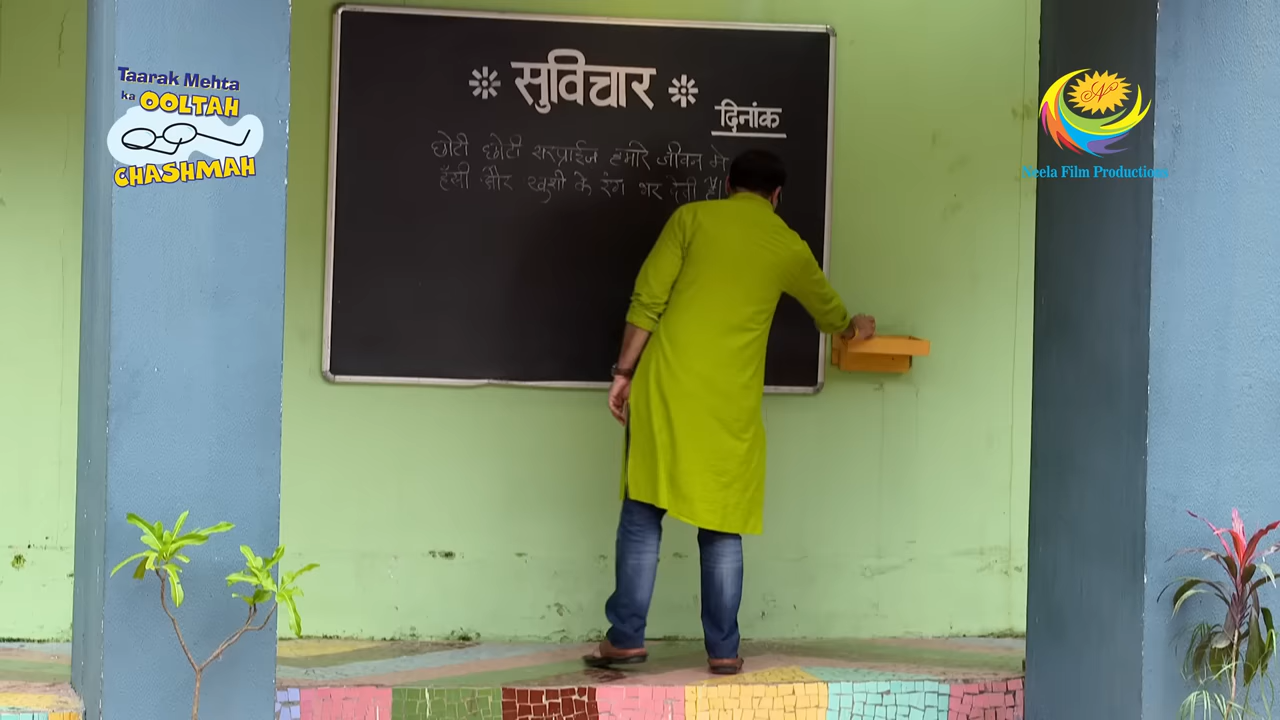 Taarak Mehta
ka OOLTAH
CHASHMAH
Neela Film Productions
सुविचार
दिनांक
छोटी छोटी सरप्राईज हमारे जीवन मे
हँसी और खुशी के रंग भर देती है।